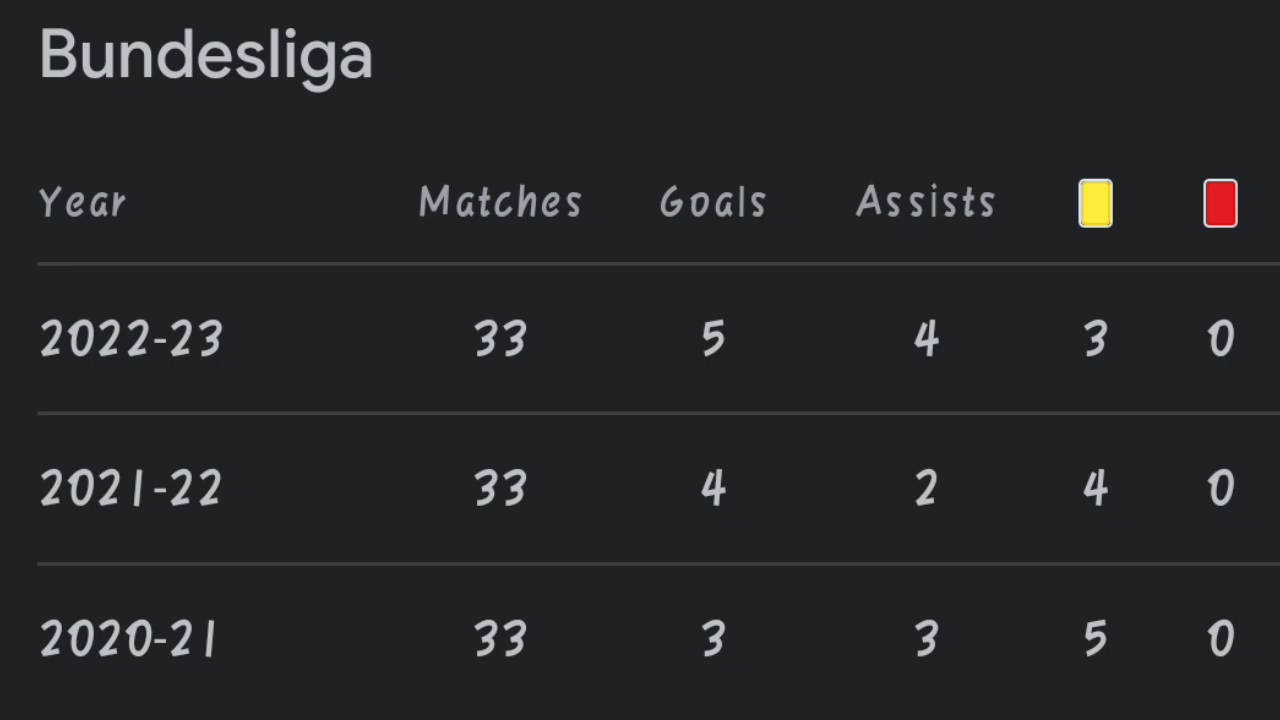 Bundesliga
Year Matches Goals Assists
2022-23 33 5 4 3 0
2021-22 33 4 2 4 0
2020-21 33 3 3 5 0